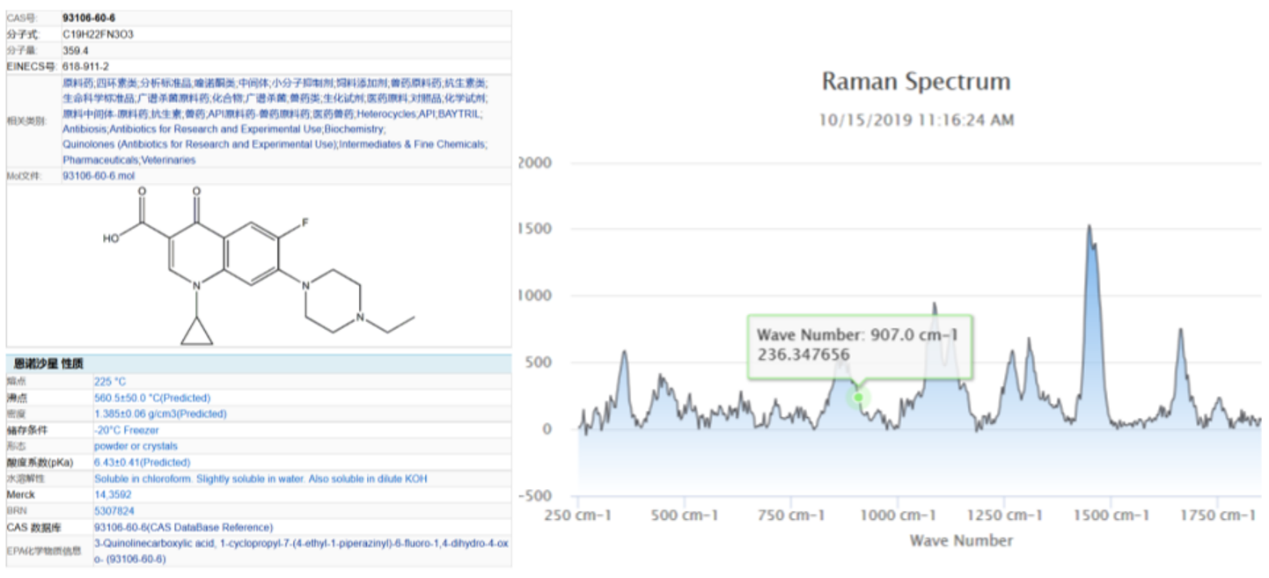 CAS号: 93106-60-6
分子式: C19H22FN3O3
分子量: 359.4
EINECS号: 618-911-2
相关类别: 原料药;四环素类;分析标准品;喹诺酮类;中间体;小分子抑制剂;饲料添加剂;兽药原料药;抗生素类;
生命科学标准品;广谱杀菌原料药;化合物;广谱杀菌;兽药类;生化试剂;医药原料;对照品;化学试剂;
原料中间体-原料药;抗生素;兽药;API原料药-兽药原料药;医药兽药;Heterocycles;API;BAYTRIL;
Antibiosis;Antibiotics for Research and Experimental Use;Biochemistry;
Quinolones (Antibiotics for Research and Experimental Use);Intermediates & Fine Chemicals;
Pharmaceuticals;Veterinaries
Mol文件: 93106-60-6.mol
O O
HO F
N N
N
恩诺沙星 性质
熔点 225 °C
沸点 560.5±50.0 °C(Predicted)
密度 1.385±0.06 g/cm3(Predicted)
储存条件 -20°C Freezer
形态 powder or crystals
酸度系数(pKa) 6.43±0.41(Predicted)
水溶解性 Soluble in chloroform. Slightly soluble in water. Also soluble in dilute KOH
Merck 14,3592
BRN 5307824
CAS 数据库 93106-60-6(CAS DataBase Reference)
EPA化学物质信息 3-Quinolinecarboxylic acid, 1-cyclopropyl-7-(4-ethyl-1-piperazinyl)-6-fluoro-1,4-dihydro-4-ox
o- (93106-60-6)
Raman Spectrum
10/15/2019 11:16:24 AM
2000
1500
1000
500
0
-500
Wave Number: 907.0 cm-1
236.347656
250 cm-1 500 cm-1 750 cm-1 1000 cm-1 1250 cm-1 1500 cm-1 1750 cm-1
Wave Number